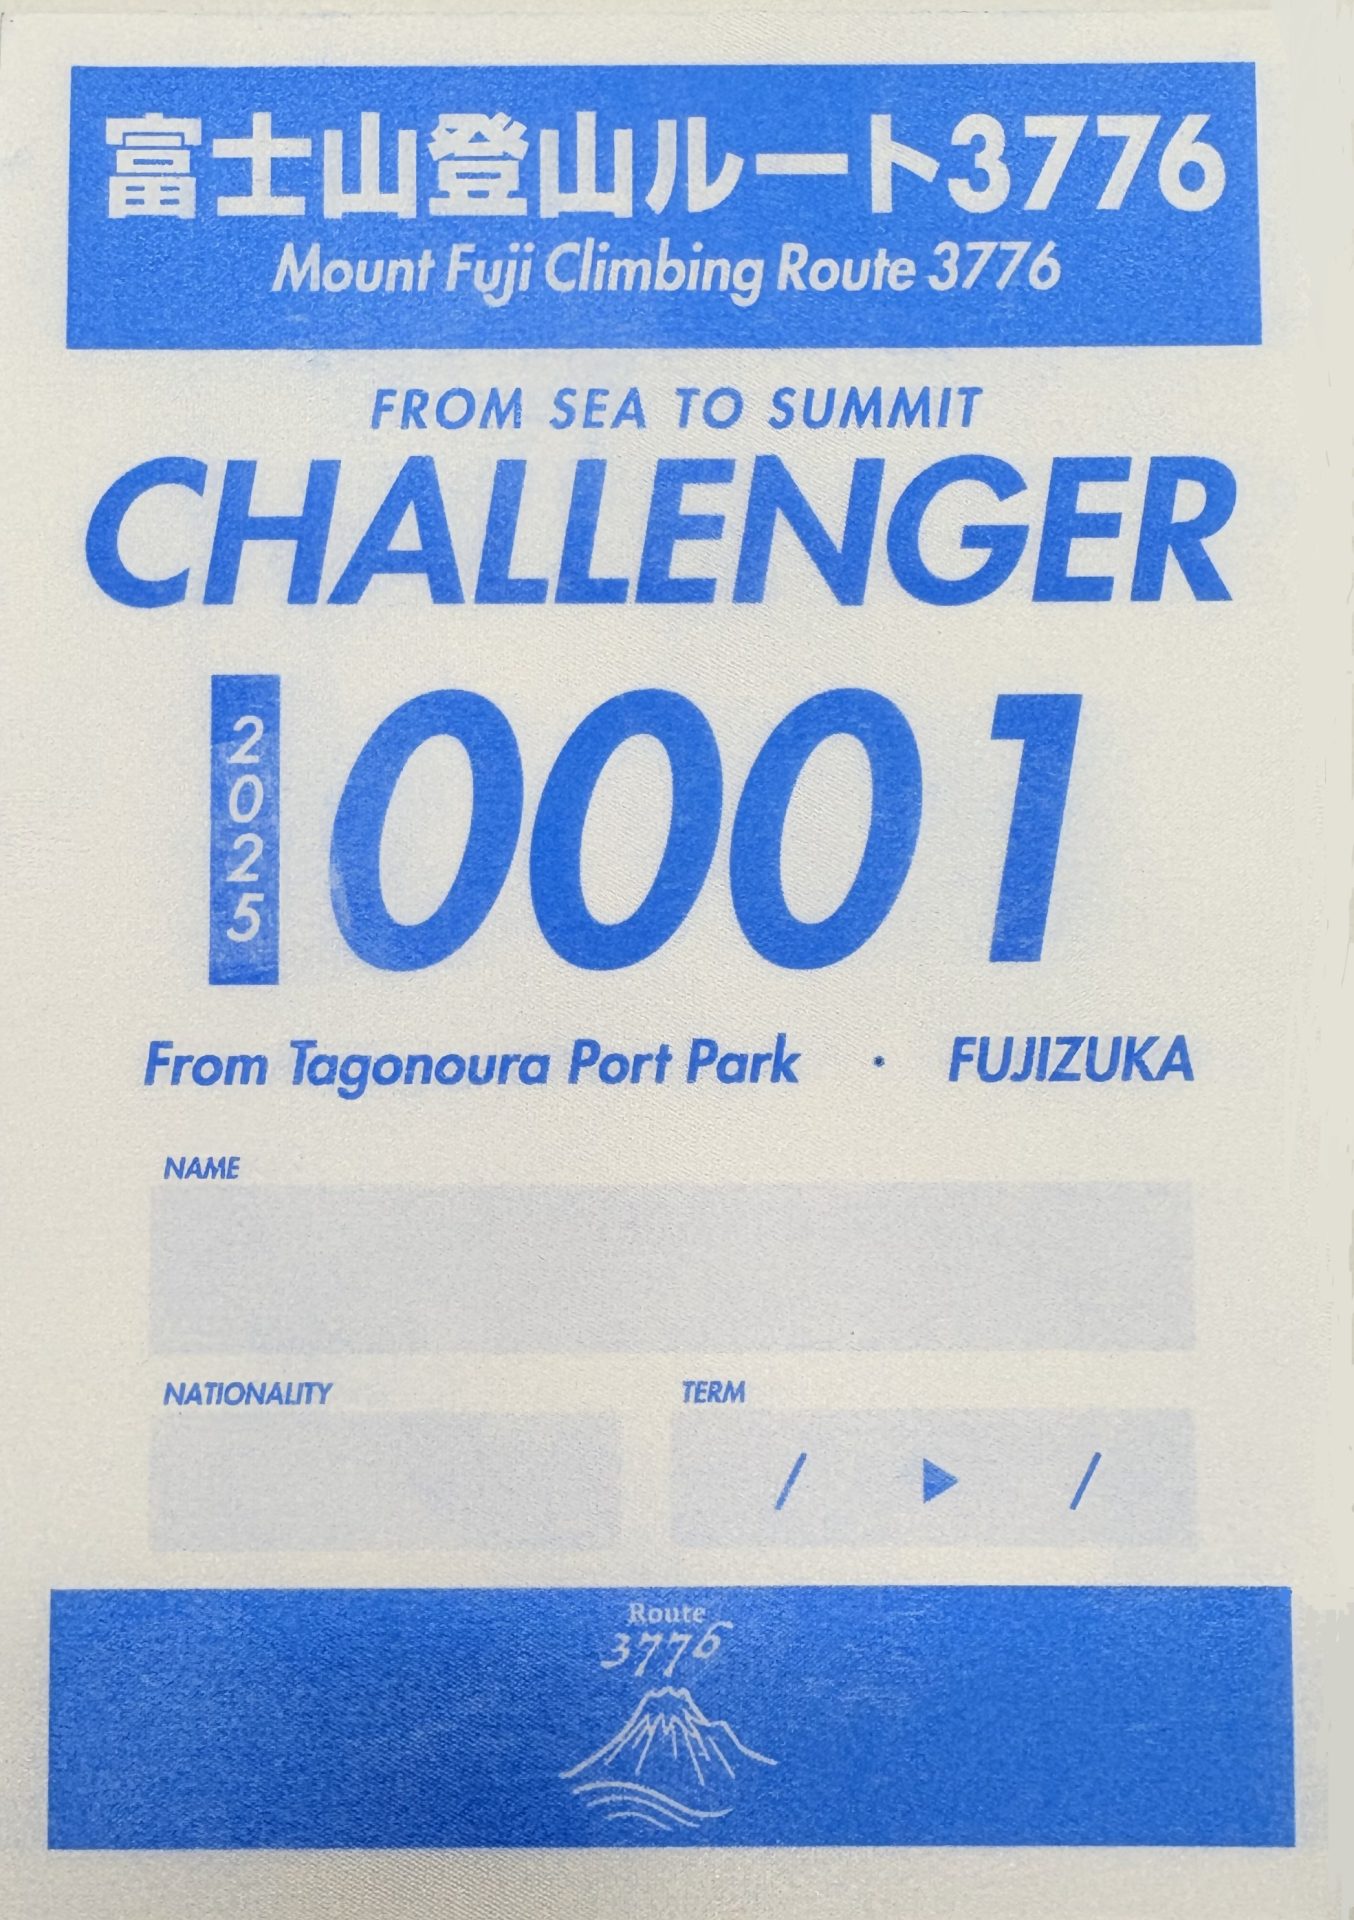 富士山登山ルート3776
Mount Fuji Climbing Route 3776
FROM SEA TO SUMMIT
CHALLENGER
2025
0001
From Tagonoura Port Park ・ FUJIZUKA
NAME
NATIONALITY TERM
/ ▶ /
Route
3776